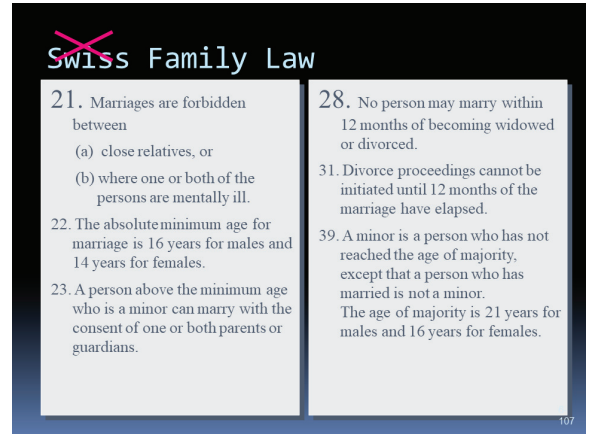 Swiss Family Law
21. Marriages are forbidden
between
(a) close relatives, or
(b) where one or both of the
persons are mentally ill.
22. The absolute minimum age for
marriage is 16 years for males and
14 years for females.
23. A person above the minimum age
who is a minor can marry with the
consent of one or both parents or
guardians.
28. No person may marry within
12 months of becoming widowed
or divorced.
31. Divorce proceedings cannot be
initiated until 12 months of the
marriage have elapsed.
39. A minor is a person who has not
reached the age of majority,
except that a person who has
married is not a minor.
The age of majority is 21 years for
males and 16 years for females.
107